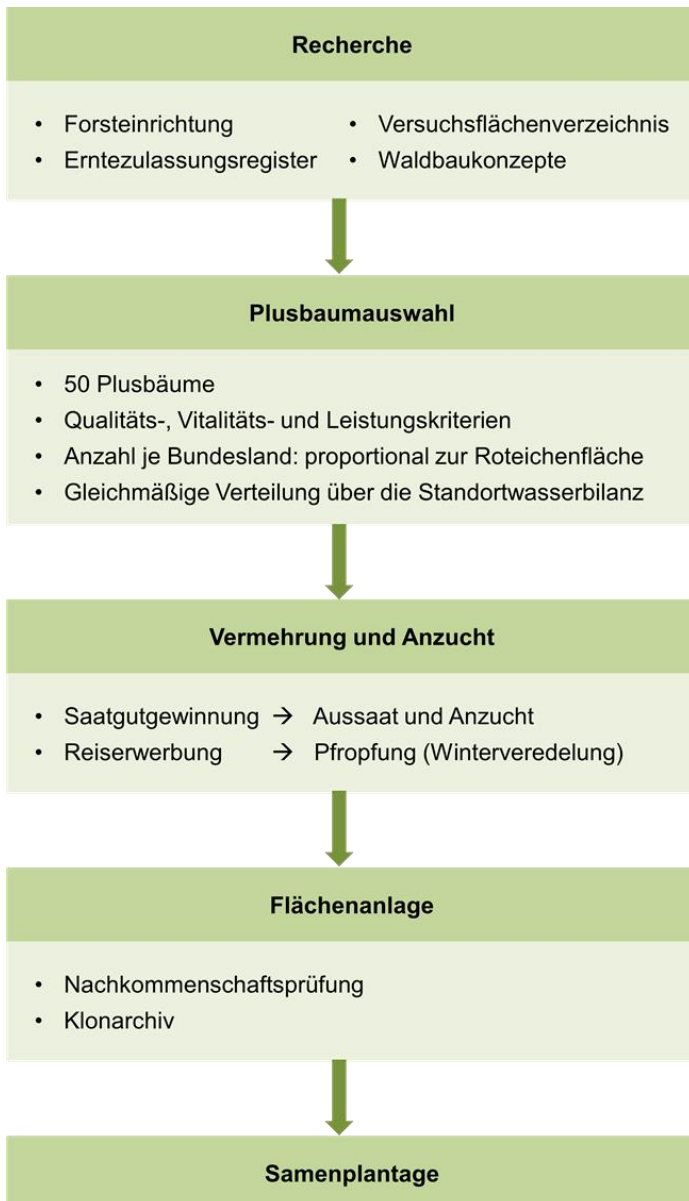 Recherche
• Forsteinrichtung
• Erntezulassungsregister
• Versuchsflächenverzeichnis
• Waldbaukonzepte
Plusbaumauswahl
• 50 Plusbäume
• Qualitäts-, Vitalitäts- und Leistungskriterien
• Anzahl je Bundesland: proportional zur Roteichenfläche
• Gleichmäßige Verteilung über die Standortwasserbilanz
Vermehrung und Anzucht
• Saatgutgewinnung → Aussaat und Anzucht
• Reiserwerbung → Pfropfung (Winterveredelung)
Flächenanlage
• Nachkommenschaftsprüfung
• Klonarchiv
Samenplantage